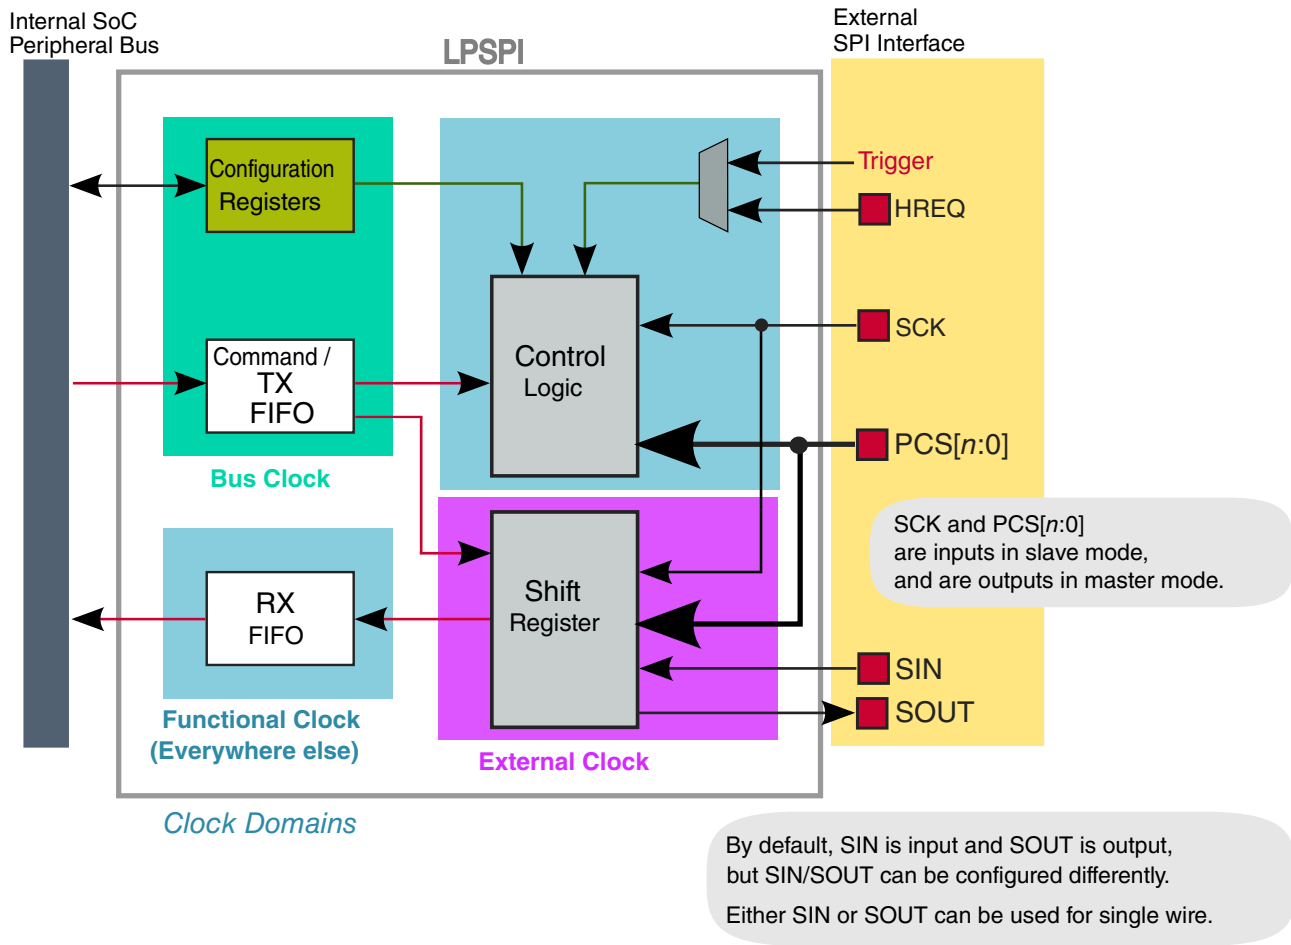 Internal SoC
Peripheral Bus
LPSPI
External
SPI Interface
Configuration
Registers
Trigger
HREQ
SCK
Command /
TX
FIFO
Control
Logic
PCS[n:0]
Bus Clock
SCK and PCS[n:0]
are inputs in slave mode,
and are outputs in master mode.
RX
FIFO
Shift
Register
SIN
SOUT
Functional Clock
(Everywhere else)
External Clock
Clock Domains
By default, SIN is input and SOUT is output,
but SIN/SOUT can be configured differently.
Either SIN or SOUT can be used for single wire.